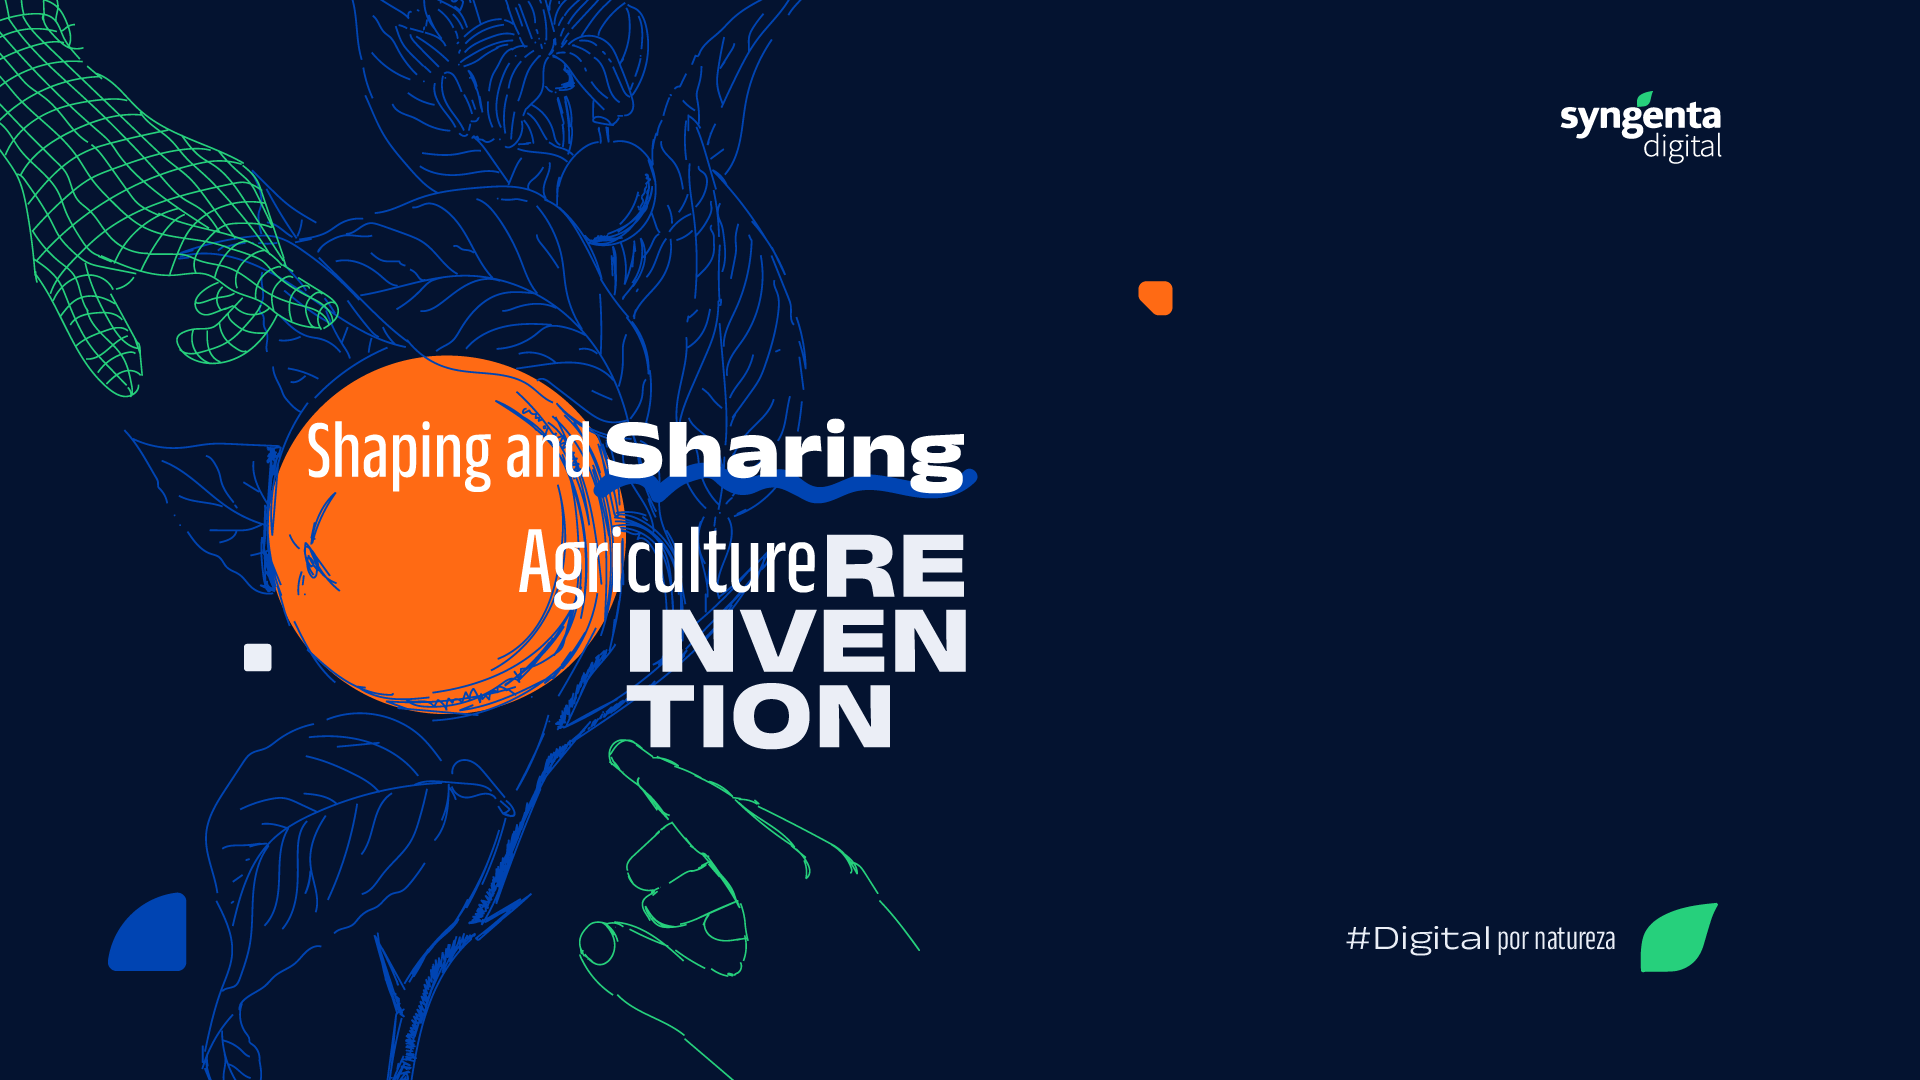 syngenta
digital
Shaping and Sharing
Agriculture RE
INVEN
TION
#Digital por natureza